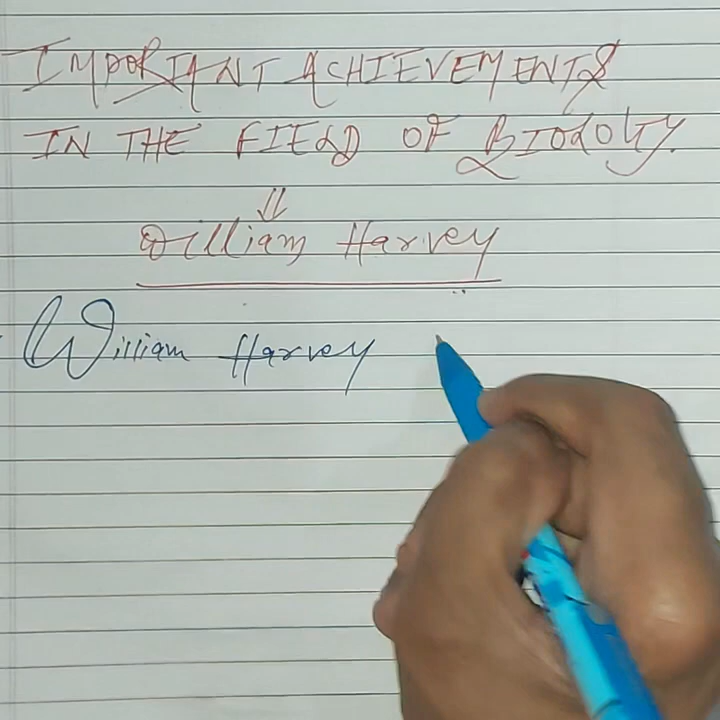 IMPORTANT ACHIEVEMENTS
IN THE FIELD OF BIOLOGY.
⇓
William Harvey
William Harvey